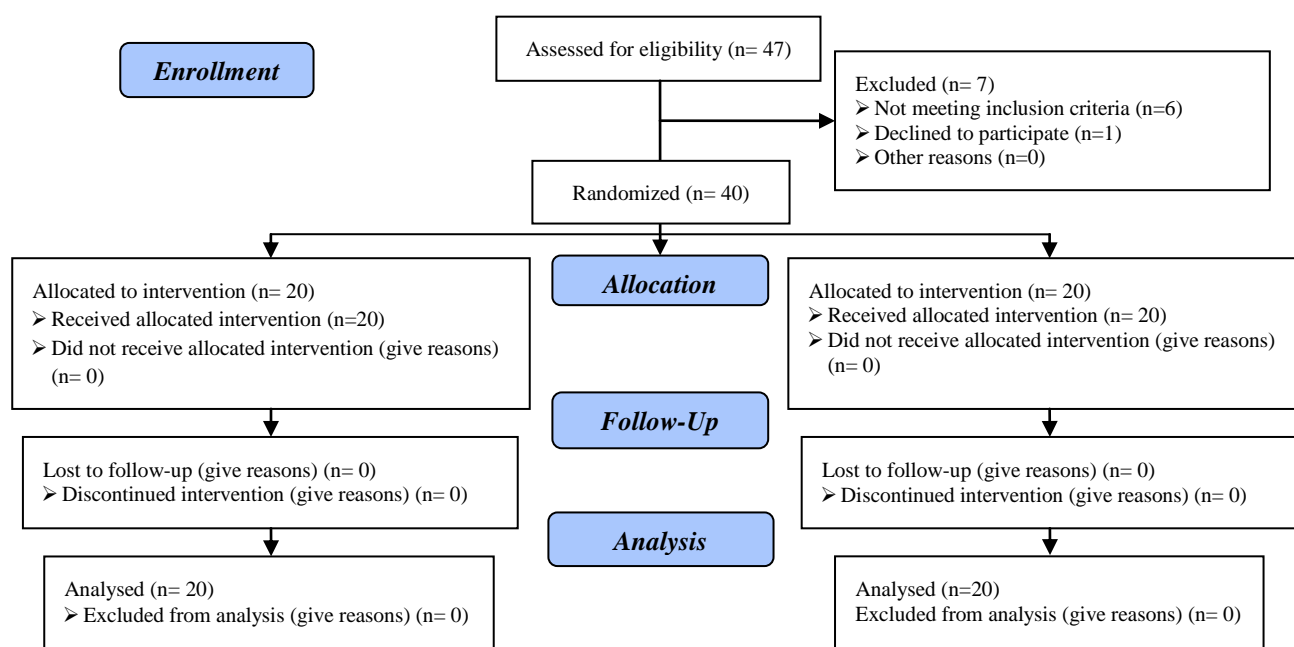 Assessed for eligibility (n= 47)
Enrollment
Excluded (n= 7)
➢ Not meeting inclusion criteria (n=6)
➢ Declined to participate (n=1)
➢ Other reasons (n=0)
Randomized (n= 40)
Allocated to intervention (n= 20)
➢ Received allocated intervention (n=20)
➢ Did not receive allocated intervention (give reasons)
(n= 0)
Allocation
Allocated to intervention (n= 20)
➢ Received allocated intervention (n= 20)
➢ Did not receive allocated intervention (give reasons)
(n= 0)
Follow-Up
Lost to follow-up (give reasons) (n= 0)
➢ Discontinued intervention (give reasons) (n= 0)
Lost to follow-up (give reasons) (n= 0)
➢ Discontinued intervention (give reasons) (n= 0)
Analysis
Analysed (n= 20)
➢ Excluded from analysis (give reasons) (n= 0)
Analysed (n=20)
Excluded from analysis (give reasons) (n= 0)